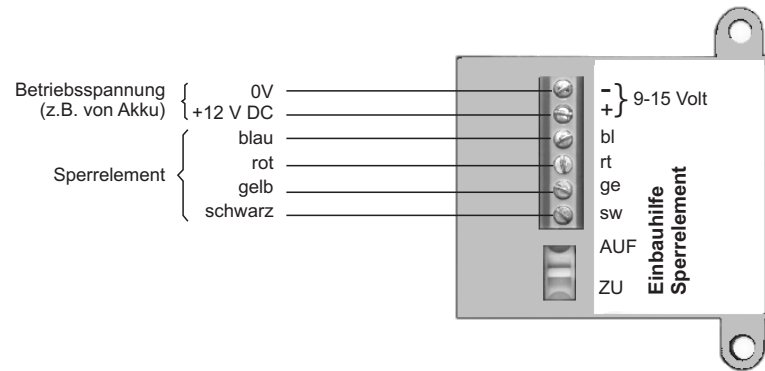 Betriebsspannung
(z.B. von Akku)
0V
+12 V DC
Sperrelement
blau
rot
gelb
schwarz
-
+
9-15 Volt
bl
rt
ge
sw
AUF
ZU
Einbauhilfe
Sperrelement